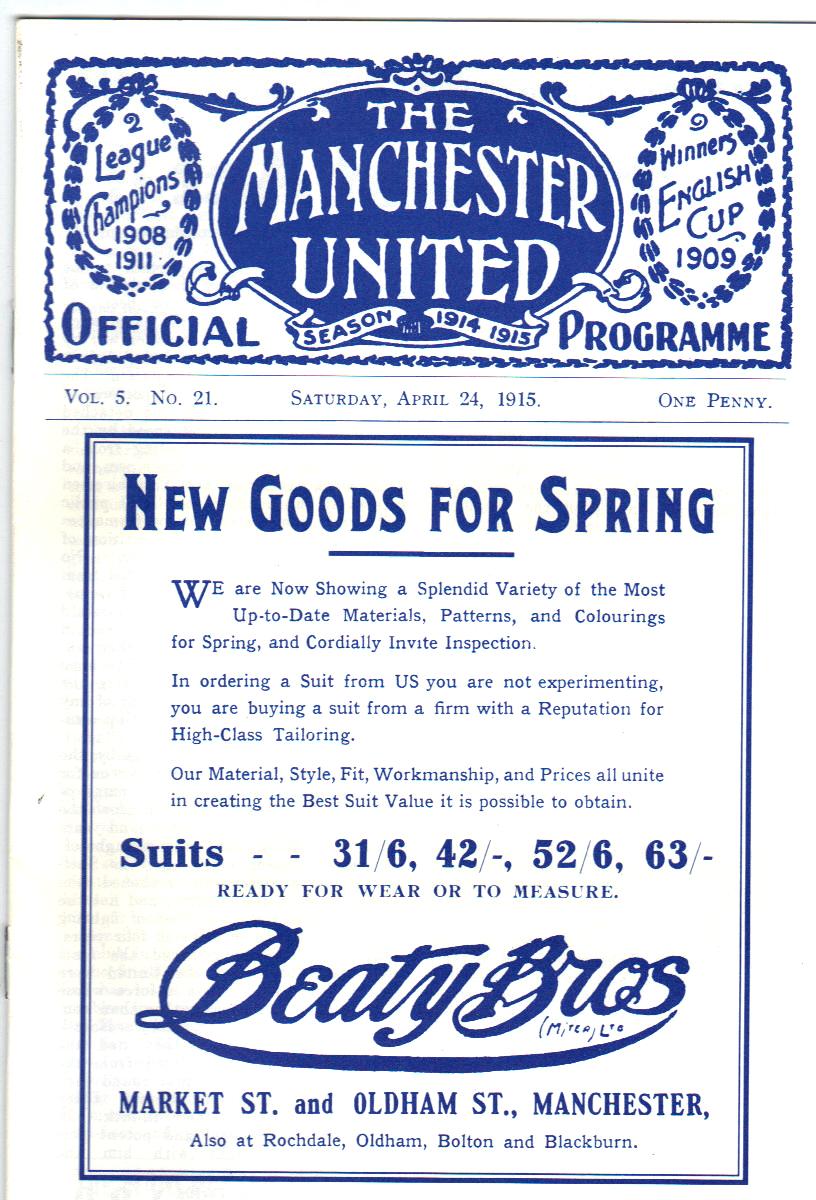 2
League
Champions
1908
1911
THE
MANCHESTER
UNITED
2
Winners
ENGLISH
CUP
1909
OFFICIAL
SEASON 1914 1915
PROGRAMME
VOL. 5. No. 21. SATURDAY, APRIL 24, 1915. ONE PENNY.
NEW GOODS FOR SPRING
WE are Now Showing a Splendid Variety of the Most
Up-to-Date Materials, Patterns, and Colourings
for Spring, and Cordially Invite Inspection.
In ordering a Suit from US you are not experimenting,
you are buying a suit from a firm with a Reputation for
High-Class Tailoring.
Our Material, Style, Fit, Workmanship, and Prices all unite
in creating the Best Suit Value it is possible to obtain.
Suits - - 31/6, 42/-, 52/6, 63/-
READY FOR WEAR OR TO MEASURE.
Beaty Bros
(M/TER) LTD
MARKET ST. and OLDHAM ST., MANCHESTER,
Also at Rochdale, Oldham, Bolton and Blackburn.